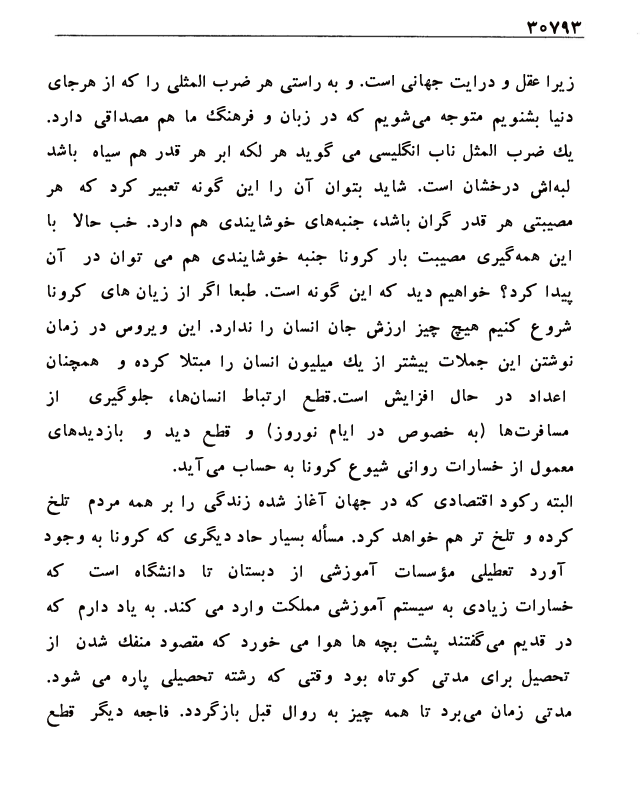 ۳۰۷۹۳
زیرا عقل و درایت جهانی است. و به راستی هر ضرب المثلی را که از هرجای
دنیا بشنویم متوجه می‌شویم که در زبان و فرهنگ ما هم مصداقی دارد.
یك ضرب المثل ناب انگلیسی می گوید هر لکه ابر هر قدر هم سیاه باشد
لبه‌اش درخشان است. شاید بتوان آن را این گونه تعبیر کرد که هر
مصیبتی هر قدر گران باشد، جنبه‌های خوشایندی هم دارد. خب حالا با
این همه‌گیری مصیبت بار کرونا جنبه خوشایندی هم می توان در آن
پیدا کرد؟ خواهیم دید که این گونه است. طبعا اگر از زیان های کرونا
شروع کنیم هیچ چیز ارزش جان انسان را ندارد. این ویروس در زمان
نوشتن این جملات بیشتر از یك میلیون انسان را مبتلا کرده و همچنان
اعداد در حال افزایش است.قطع ارتباط انسان‌ها، جلوگیری از
مسافرت‌ها (به خصوص در ایام نوروز) و قطع دید و بازدیدهای
معمول از خسارات روانی شیوع کرونا به حساب می‌آید.
البته رکود اقتصادی که در جهان آغاز شده زندگی را بر همه مردم تلخ
کرده و تلخ تر هم خواهد کرد. مسأله بسیار حاد دیگری که کرونا به وجود
آورد تعطیلی مؤسسات آموزشی از دبستان تا دانشگاه است که
خسارات زیادی به سیستم آموزشی مملکت وارد می کند. به یاد دارم که
در قدیم می‌گفتند پشت بچه ها هوا می خورد که مقصود منفك شدن از
تحصیل برای مدتی کوتاه بود وقتی که رشته تحصیلی پاره می شود.
مدتی زمان می‌برد تا همه چیز به روال قبل بازگردد. فاجعه دیگر قطع